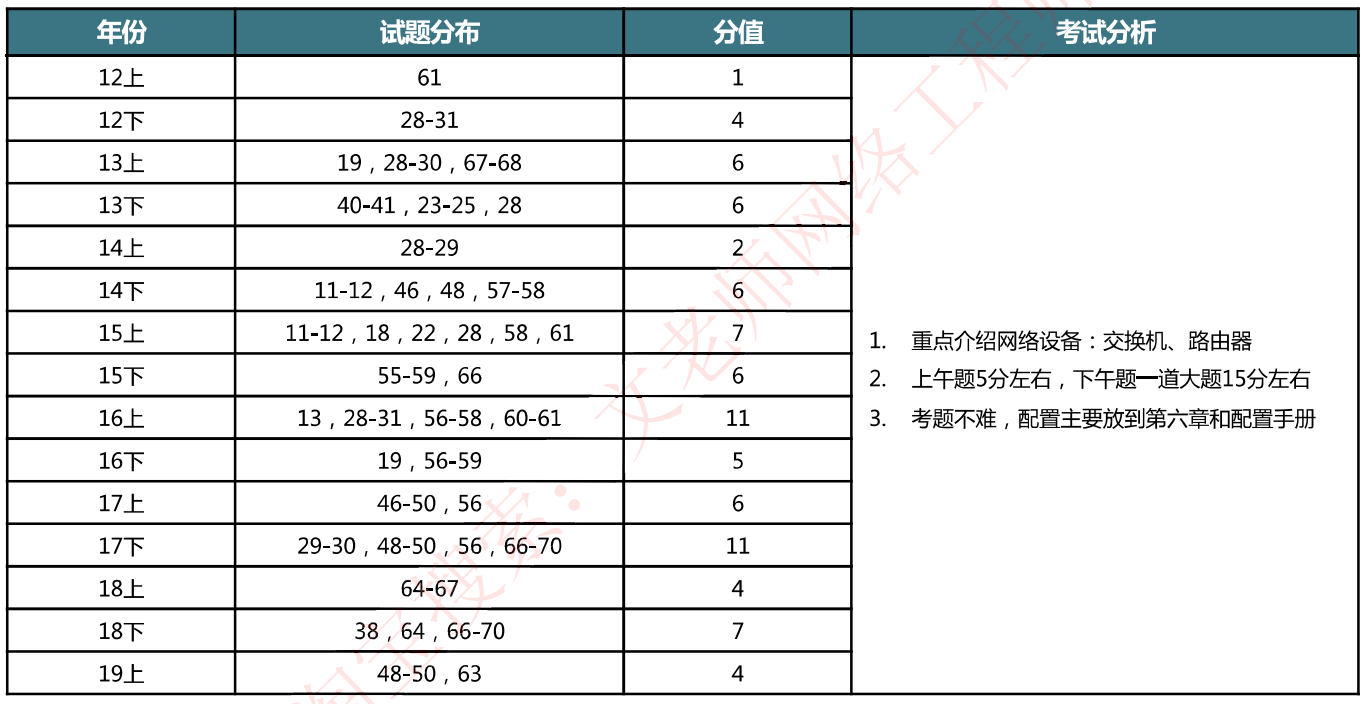 年份 试题分布 分值 考试分析
12上 61 1
12下 28-31 4
13上 19，28-30，67-68 6
13下 40-41，23-25，28 6
14上 28-29 2
14下 11-12，46，48，57-58 6
15上 11-12，18，22，28，58，61 7
15下 55-59，66 6
16上 13，28-31，56-58，60-61 11
16下 19，56-59 5
17上 46-50，56 6
17下 29-30，48-50，56，66-70 11
18上 64-67 4
18下 38，64，66-70 7
19上 48-50，63 4
1. 重点介绍网络设备：交换机、路由器
2. 上午题5分左右，下午题一道大题15分左右
3. 考题不难，配置主要放到第六章和配置手册
淘宝搜索：文老师网络工程师